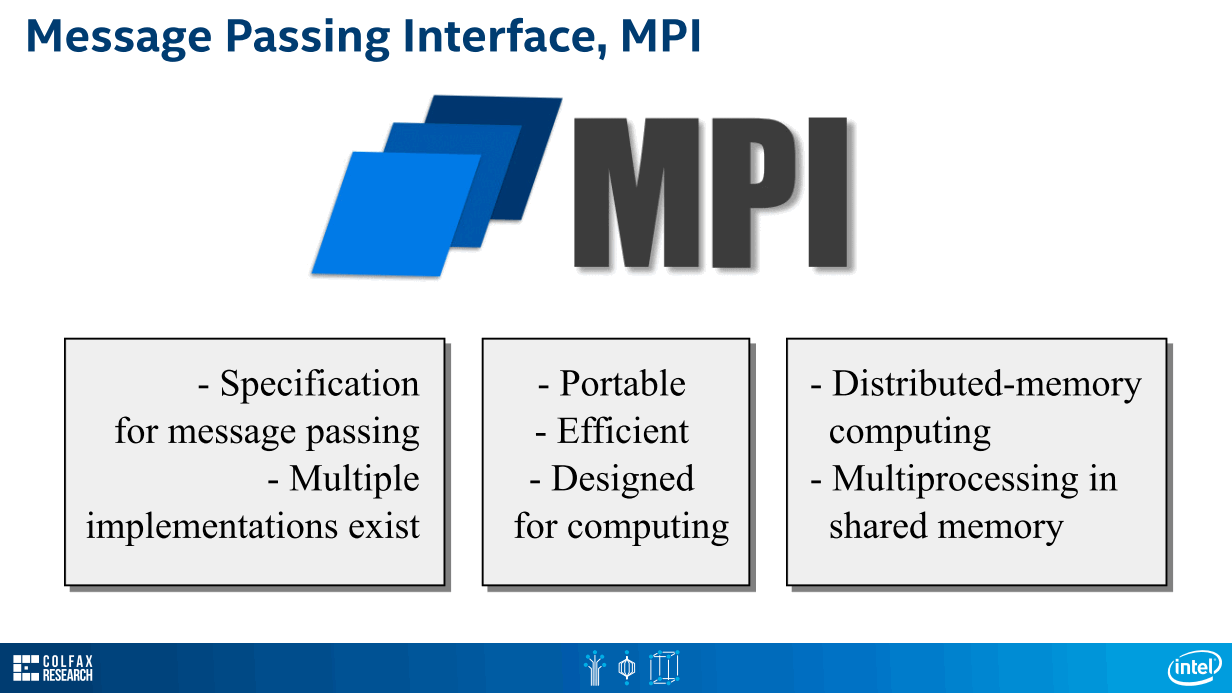 Message Passing Interface, MPI
MPI
- Specification
for message passing
- Multiple
implementations exist
- Portable
- Efficient
- Designed
for computing
- Distributed-memory
computing
- Multiprocessing in
shared memory
COLFAX
RESEARCH
intel